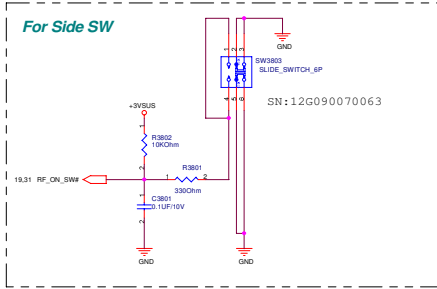 For Side SW
1 2 3
GND
SW3803
SLIDE_SWITCH_6P
4 5 6
SN:12G090070063
+3VSUS
1
R3802
10KOhm
2
R3801
19,31 RF_ON_SW#
1 2
330Ohm
1
C3801
0.1UF/10V
2
GND
GND